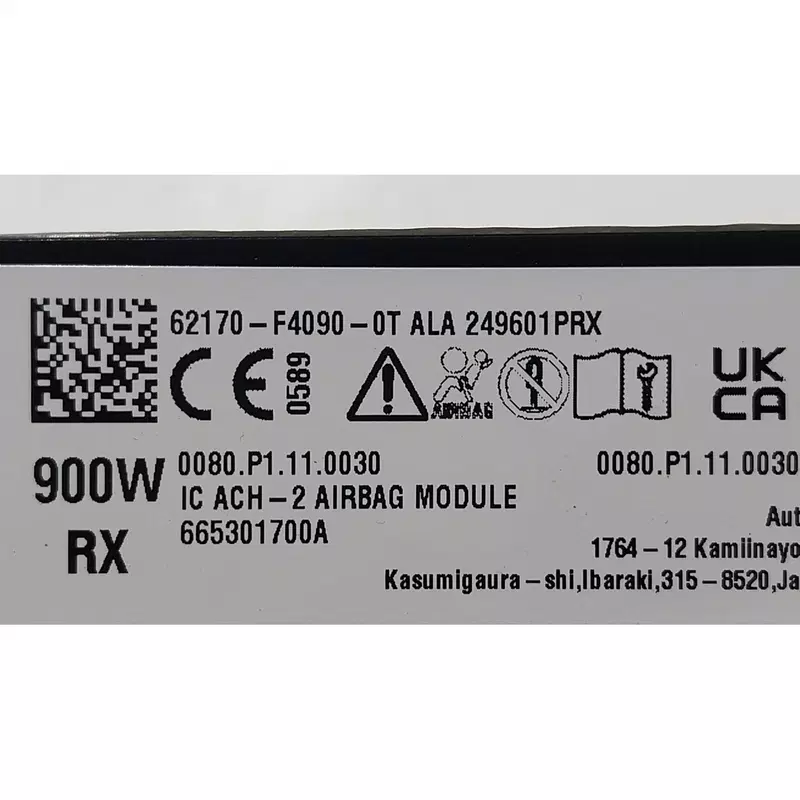 62170-F4090-0T ALA 249601PRX
CE 0589
AIRBAG
UK
CA
900W
RX
0080.P1.11.0030
IC ACH-2 AIRBAG MODULE
665301700A
0080.P1.11.0030
Aut
1764-12 Kamiinayo
Kasumigaura-shi,Ibaraki,315-8520,Ja